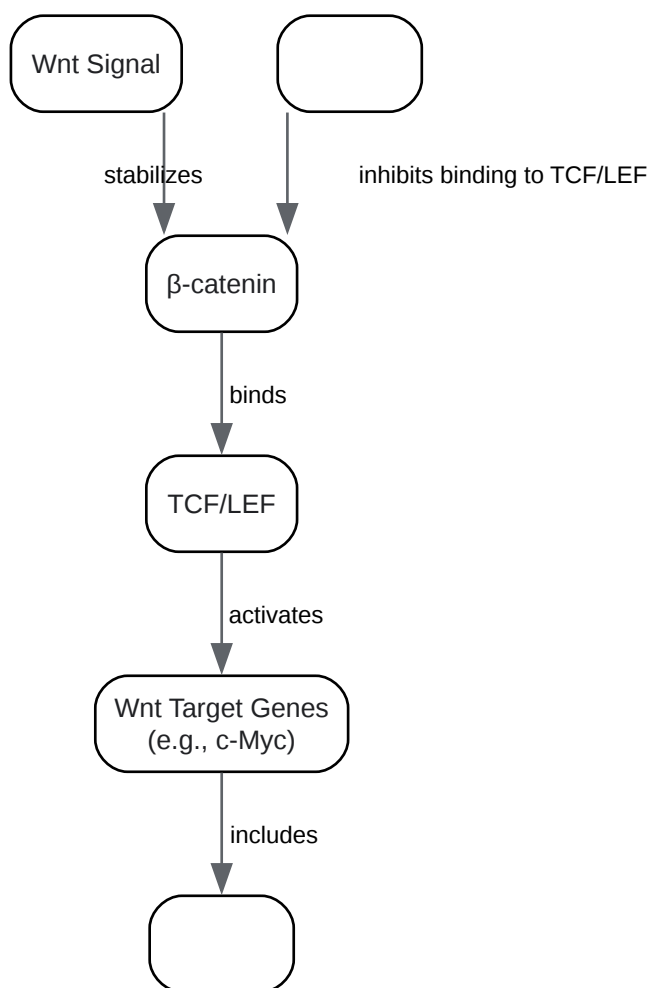 Wnt Signal
stabilizes
inhibits binding to TCF/LEF
β-catenin
binds
TCF/LEF
activates
Wnt Target Genes
(e.g., c-Myc)
includes